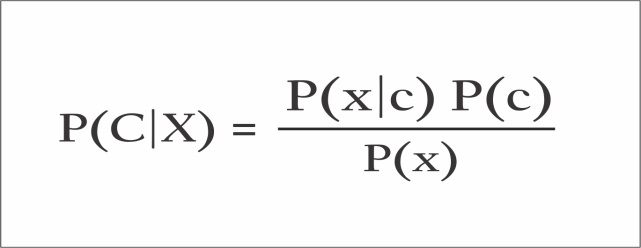 P(C|X) = P(x|c) P(c)
P(x)